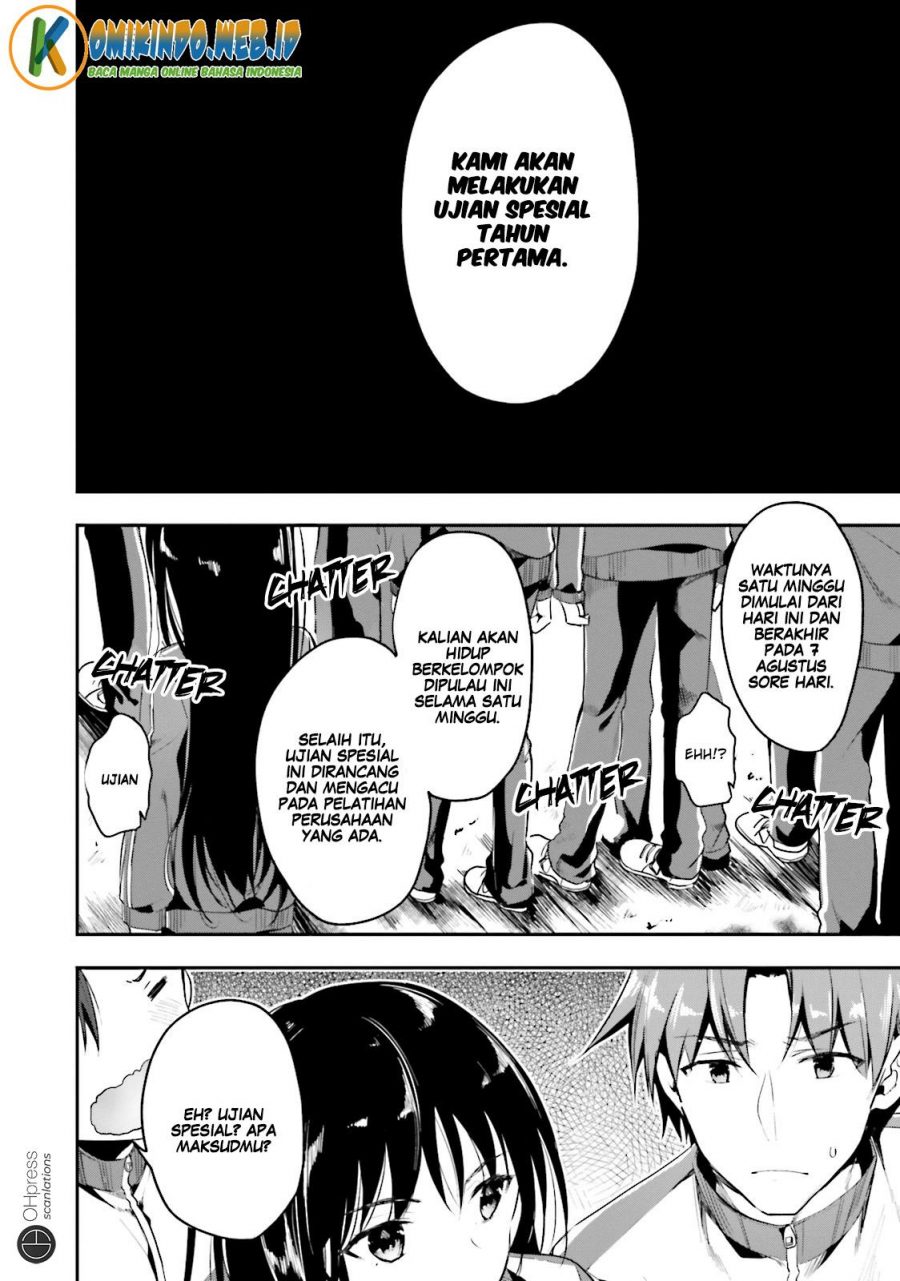 KOMIKINDO.WEB.ID
BACA MANGA ONLINE BAHASA INDONESIA
KAMI AKAN
MELAKUKAN
UJIAN SPESIAL
TAHUN
PERTAMA.
WAKTUNYA
SATU MINGGU
DIMULAI DARI
HARI INI DAN
BERAKHIR
PADA 7
AGUSTUS
SORE HARI.
EHH!?
CHATTER
KALIAN AKAN
HIDUP
BERKELOMPOK
DIPULAU INI
SELAMA SATU
MINGGU.
CHATTER
SELAIH ITU,
UJIAN SPESIAL
INI DIRANCANG
DAN MENGACU
PADA PELATIHAN
PERUSAHAAN
YANG ADA.
CHATTER
CHATTER
UJIAN
EH? UJIAN
SPESIAL? APA
MAKSUDMU?
OHpress
scanlations